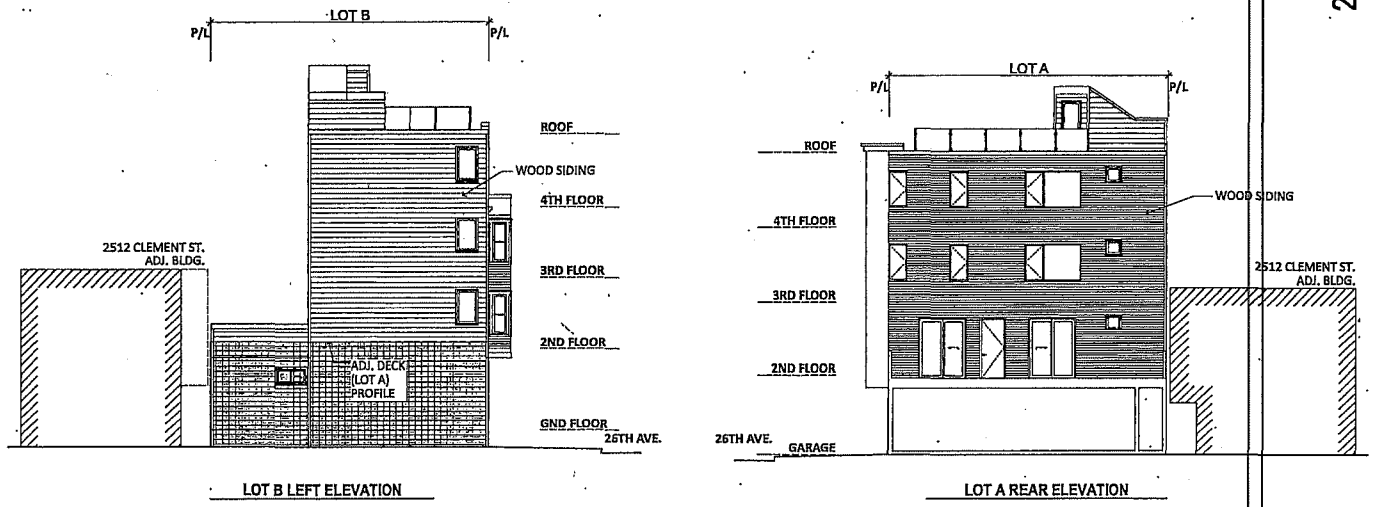 LOT B
P/L
P/L
ROOF
WOOD SIDING
4TH FLOOR
2512 CLEMENT ST.
ADJ. BLDG.
3RD FLOOR
2ND FLOOR
ADJ. DECK
(LOT A)
PROFILE
GND FLOOR
26TH AVE.
LOT B LEFT ELEVATION
2
LOT A
P/L
P/L
ROOF
WOOD SIDING
4TH FLOOR
2512 CLEMENT ST.
ADJ. BLDG.
3RD FLOOR
2ND FLOOR
26TH AVE.
GARAGE
LOT A REAR ELEVATION